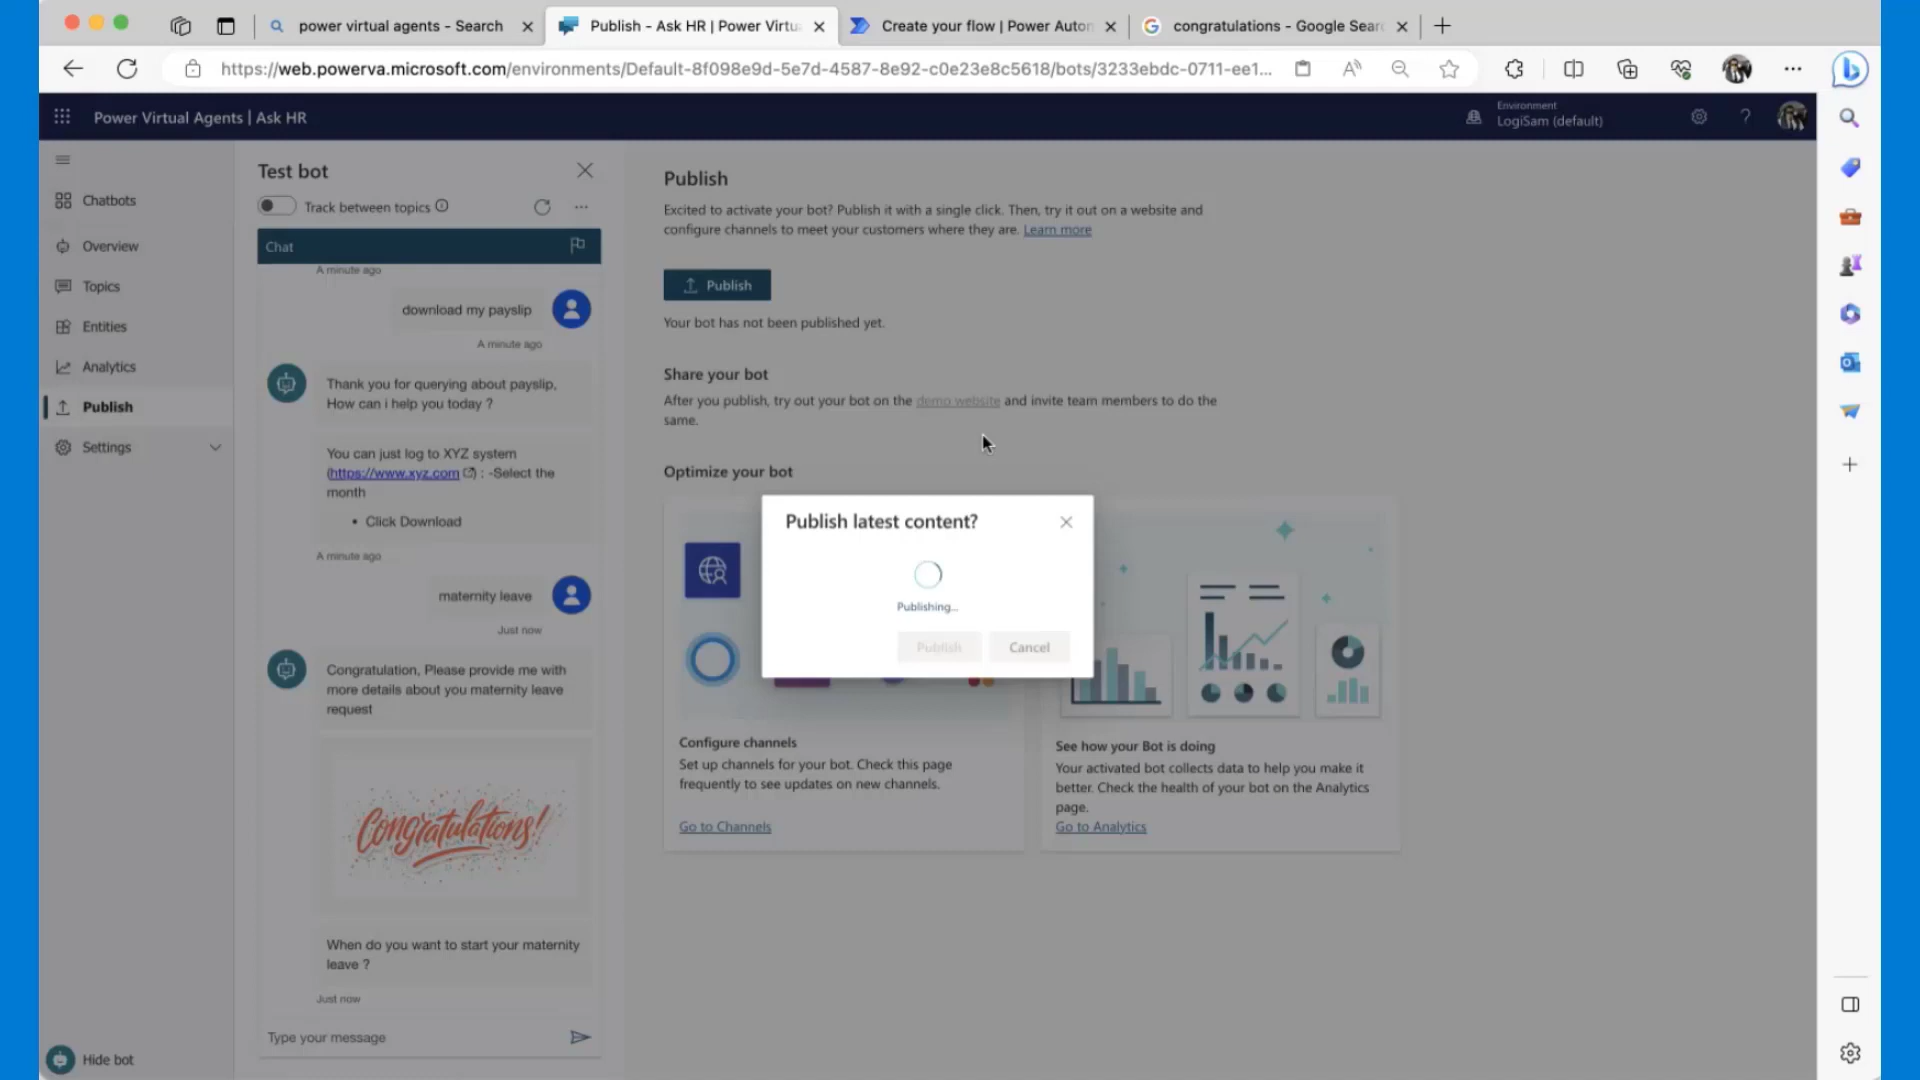 power virtual agents - Search
Publish - Ask HR | Power Virtu
Create your flow | Power Auton
congratulations - Google Sear
https://web.powerva.microsoft.com/environments/Default-8f098e9d-5e7d-4587-8e92-c0e23e8c5618/bots/3233ebdc-0711-ee1...
Power Virtual Agents | Ask HR
Environment
LogiSam (default)
Chatbots
Overview
Topics
Entities
Analytics
Publish
Settings
Hide bot
Test bot
Track between topics
Chat
A minute ago
download my payslip
A minute ago
Thank you for querying about payslip,
How can i help you today ?
You can just log to XYZ system
(https://www.xyz.com ) : -Select the
month
• Click Download
A minute ago
maternity leave
Just now
Congratulation, Please provide me with
more details about you maternity leave
request
Congratulations!
When do you want to start your maternity
leave ?
Just now
Type your message
Publish
Excited to activate your bot? Publish it with a single click. Then, try it out on a website and
configure channels to meet your customers where they are. Learn more
Publish
Your bot has not been published yet.
Share your bot
After you publish, try out your bot on the demo website and invite team members to do the
same.
Optimize your bot
Publish latest content?
Publishing...
Publish
Cancel
Configure channels
Set up channels for your bot. Check this page
frequently to see updates on new channels.
Go to Channels
See how your Bot is doing
Your activated bot collects data to help you make it
better. Check the health of your bot on the Analytics
page.
Go to Analytics